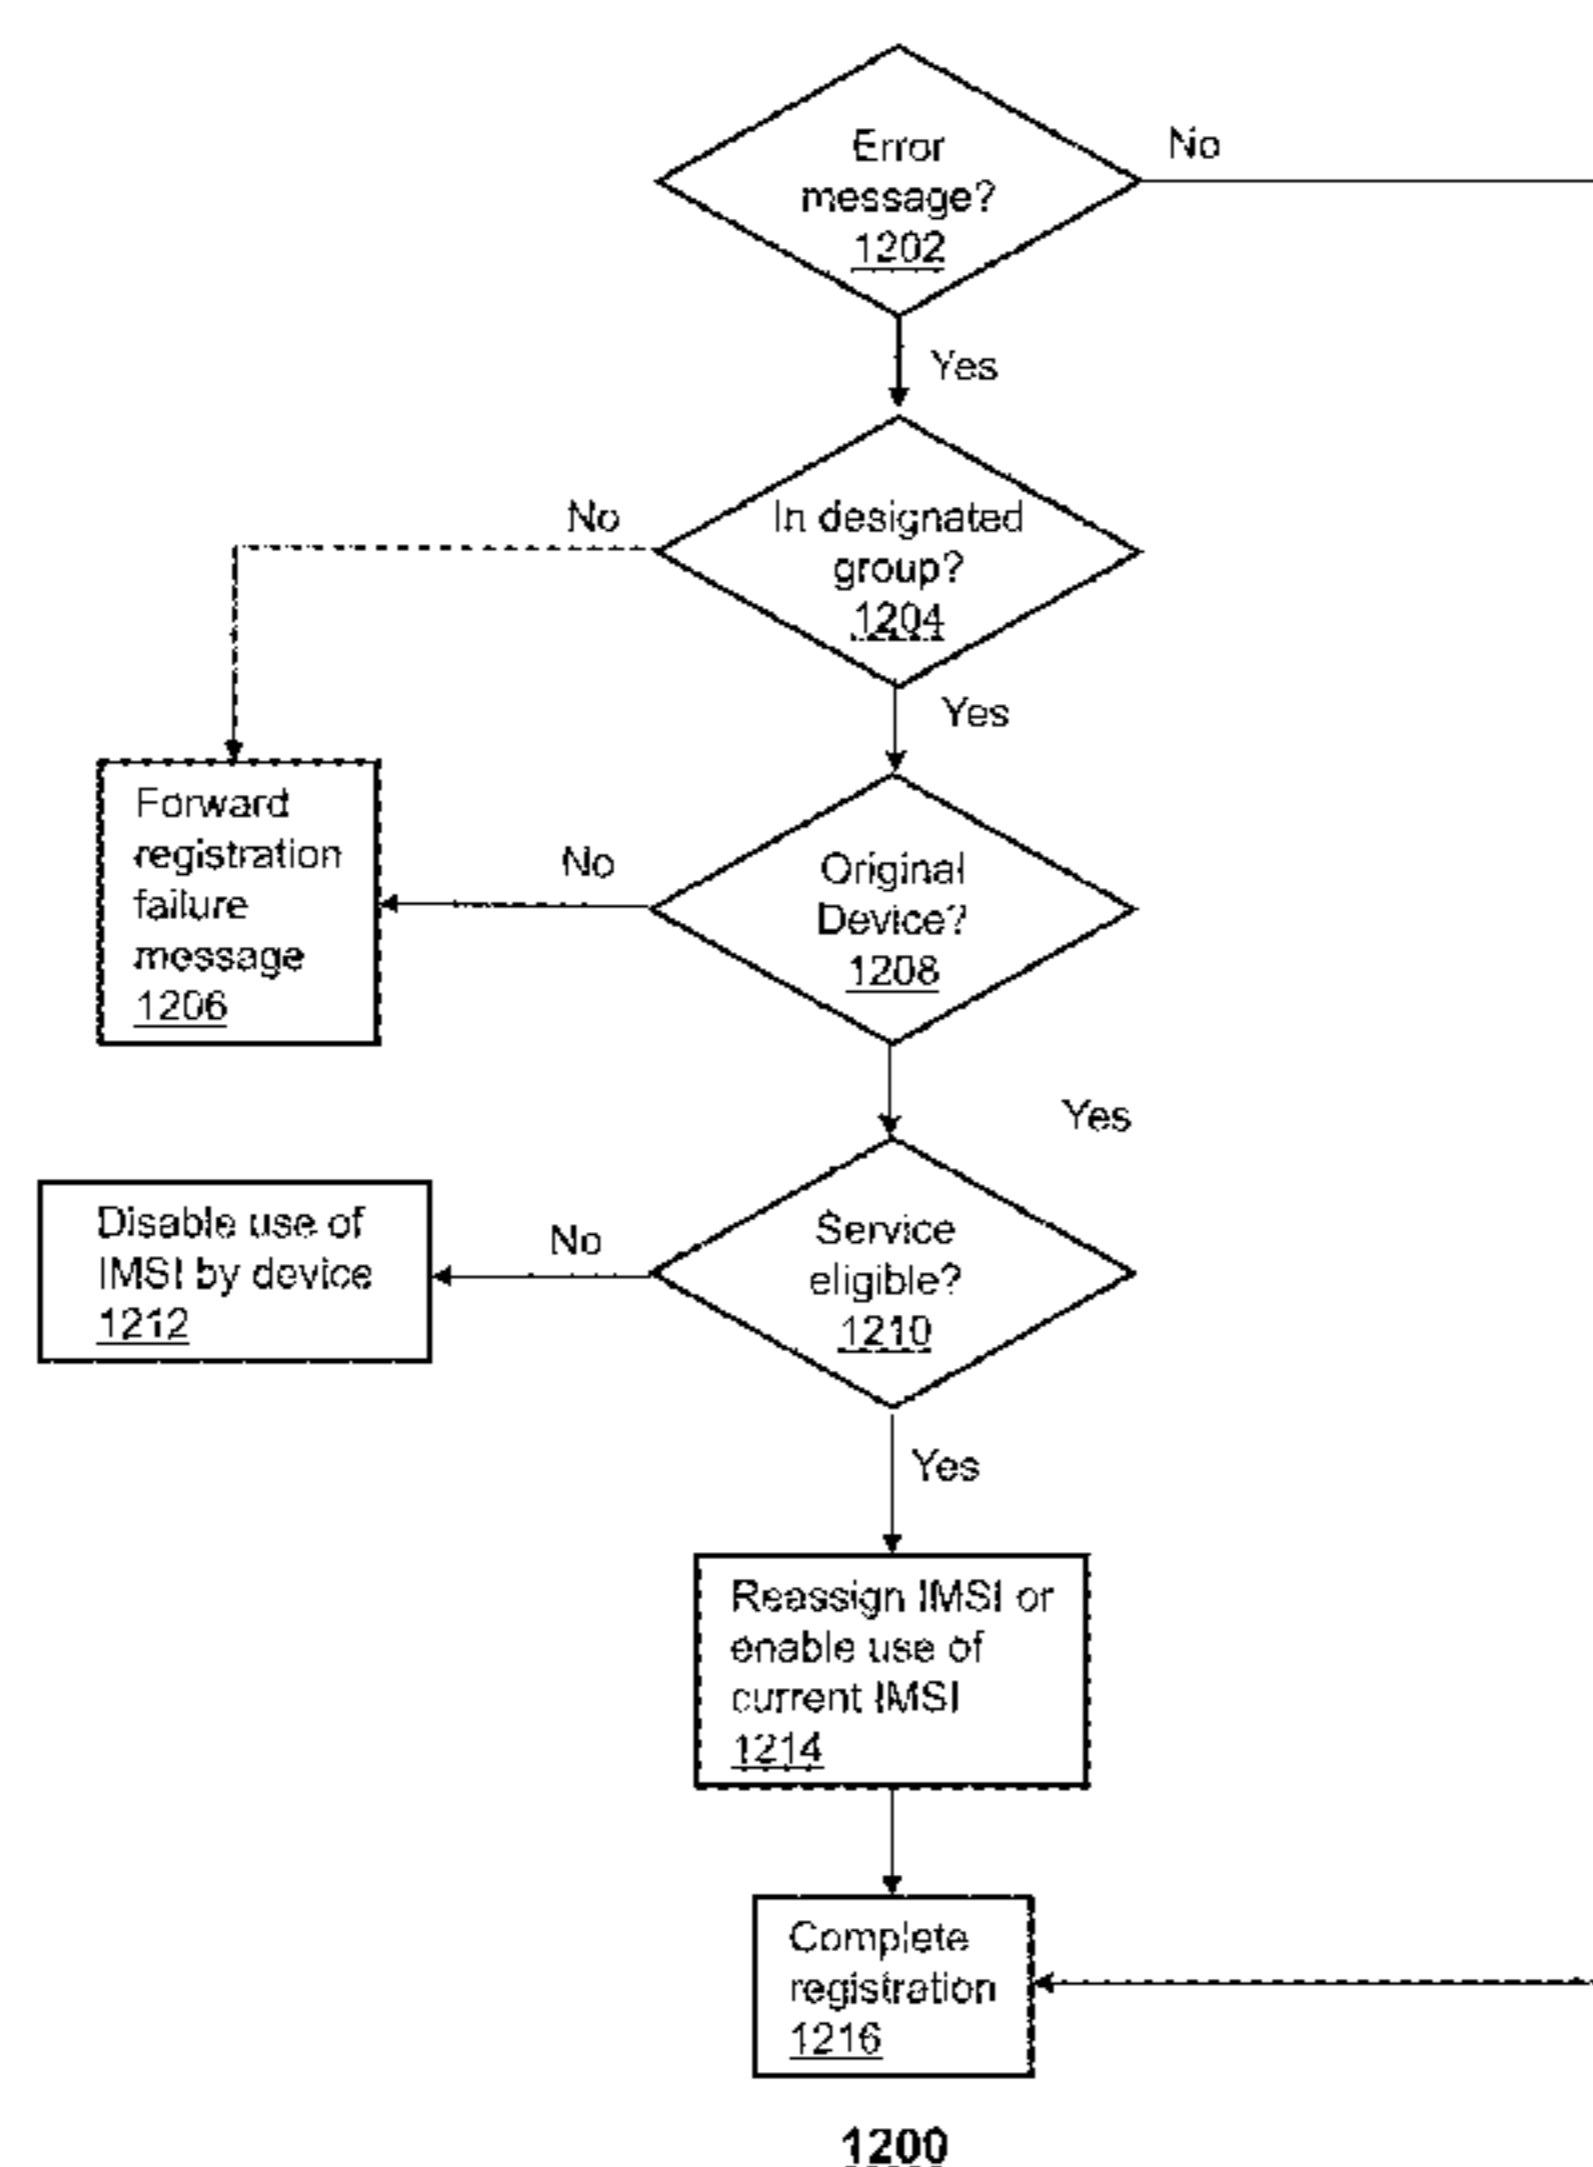 Error
message?
1202
No
Yes
In designated
group?
1204
No
Yes
Forward
registration
failure
message
1206
No
Original
Device?
1208
Yes
Disable use of
IMSI by device
1212
No
Service
eligible?
1210
Yes
Reassign IMSI or
enable use of
current IMSI
1214
Complete
registration
1216
1200